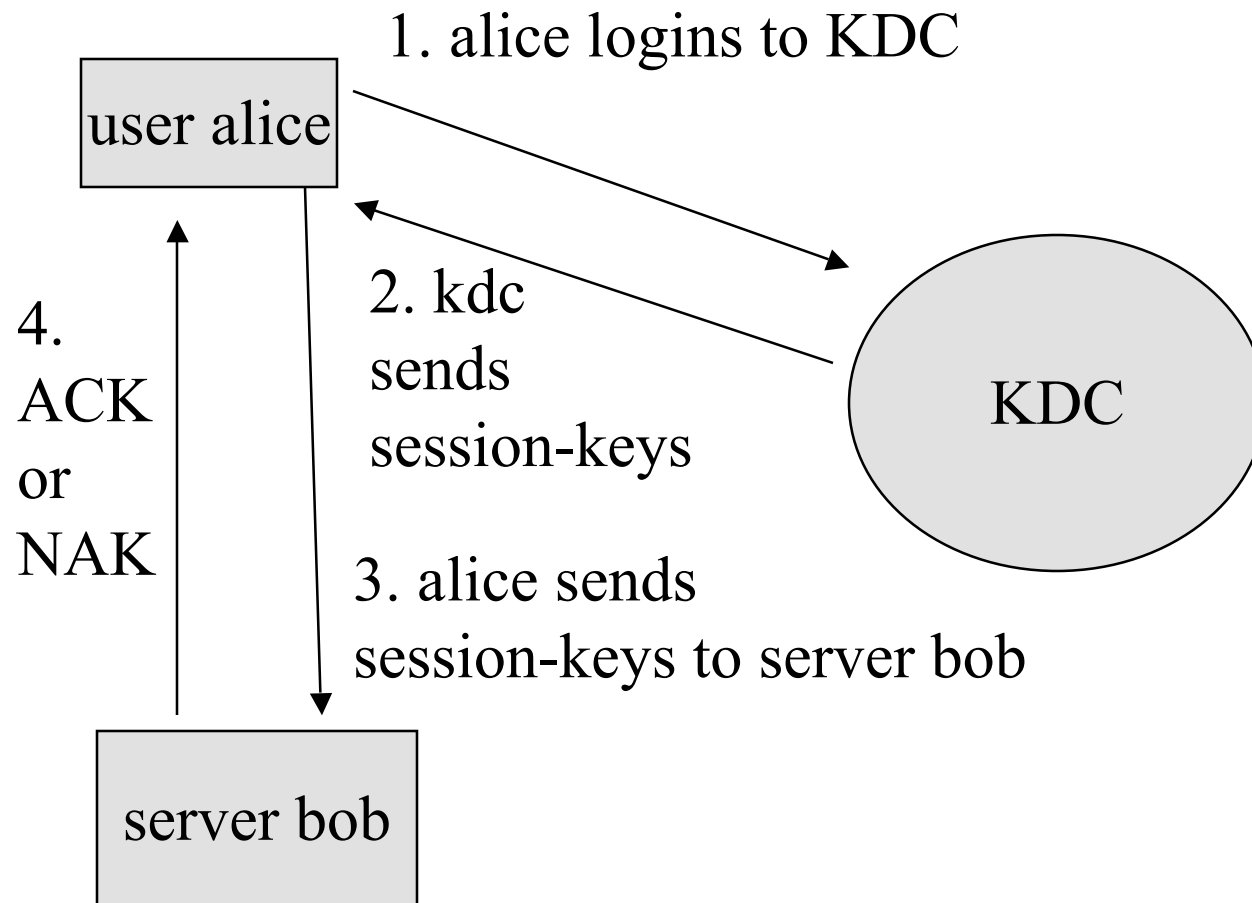 1. alice logins to KDC
user alice
2. kdc
sends
session-keys
KDC
4.
ACK
or
NAK
3. alice sends
session-keys to server bob
server bob